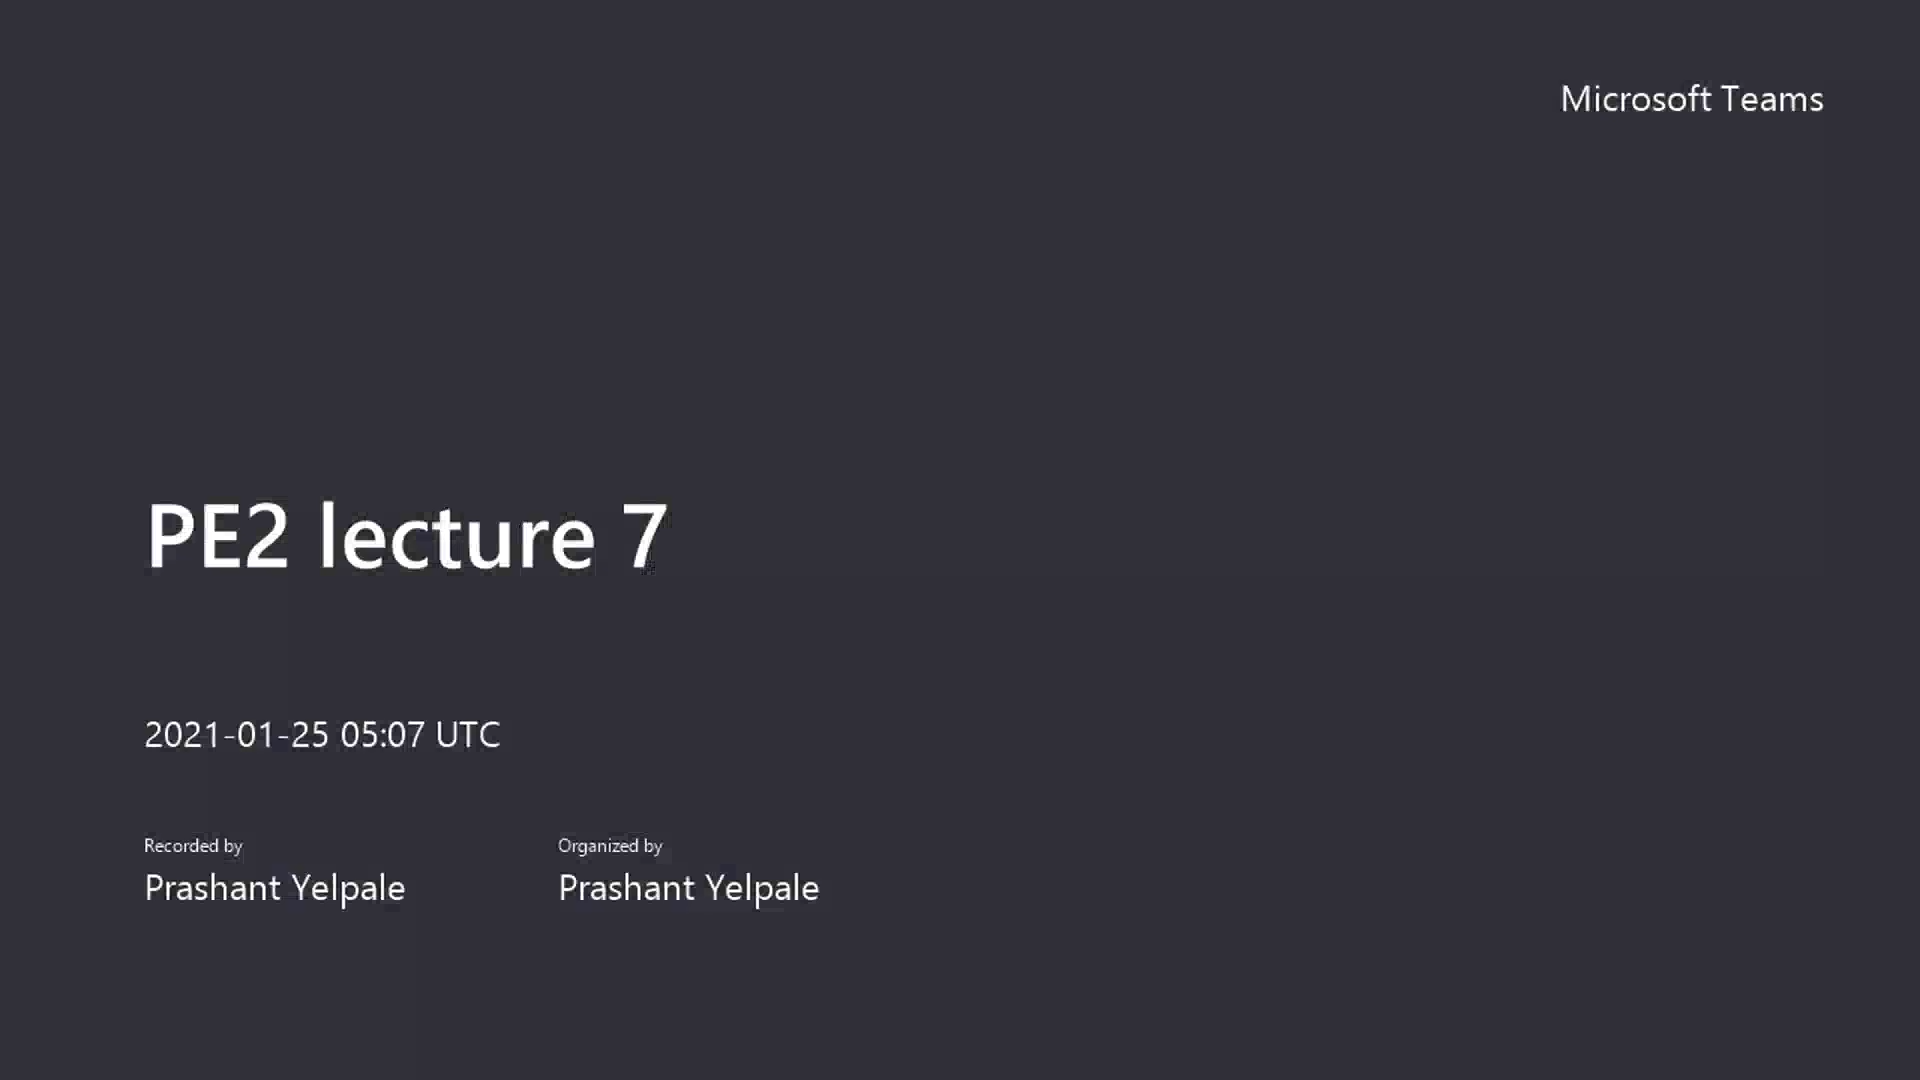 Microsoft Teams
PE2 lecture 7
2021-01-25 05:07 UTC
Recorded by
Prashant Yelpale
Organized by
Prashant Yelpale